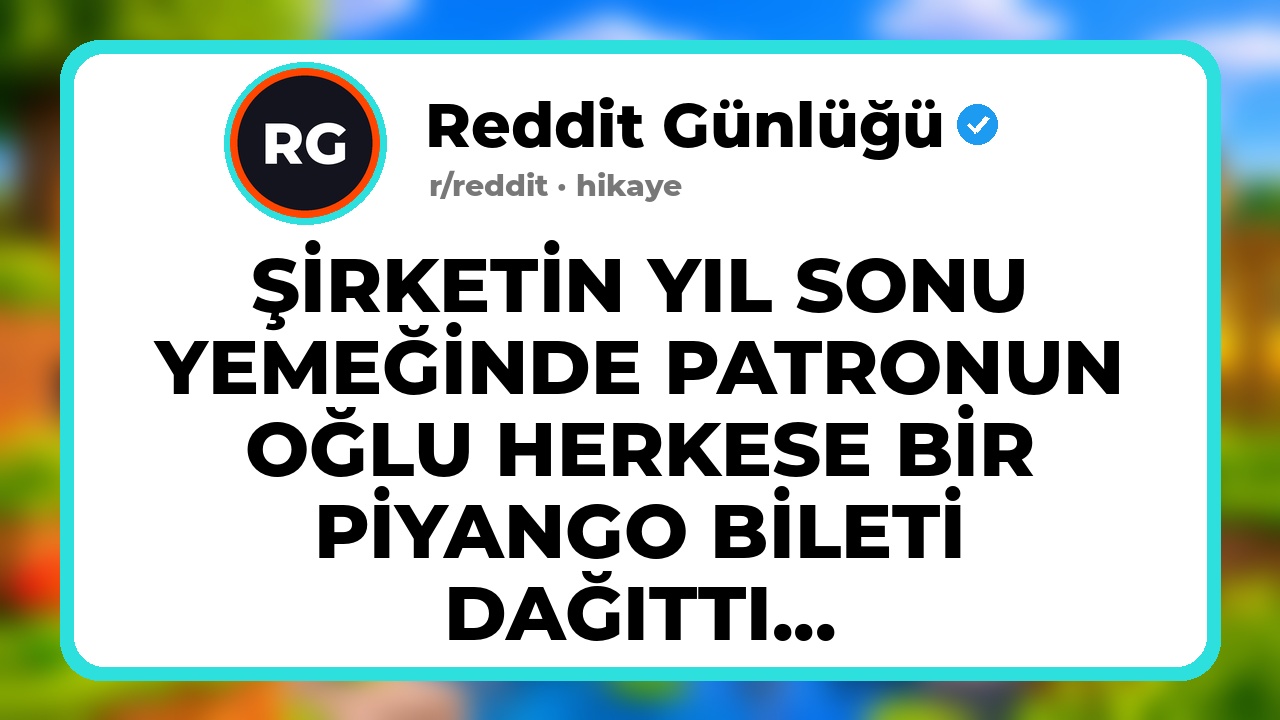 RG
Reddit Günlüğü
r/reddit • hikaye
ŞİRKETİN YIL SONU
YEMEĞİNDE PATRONUN
OĞLU HERKESE BİR
PİYANGO BİLETİ
DAĞITTI...